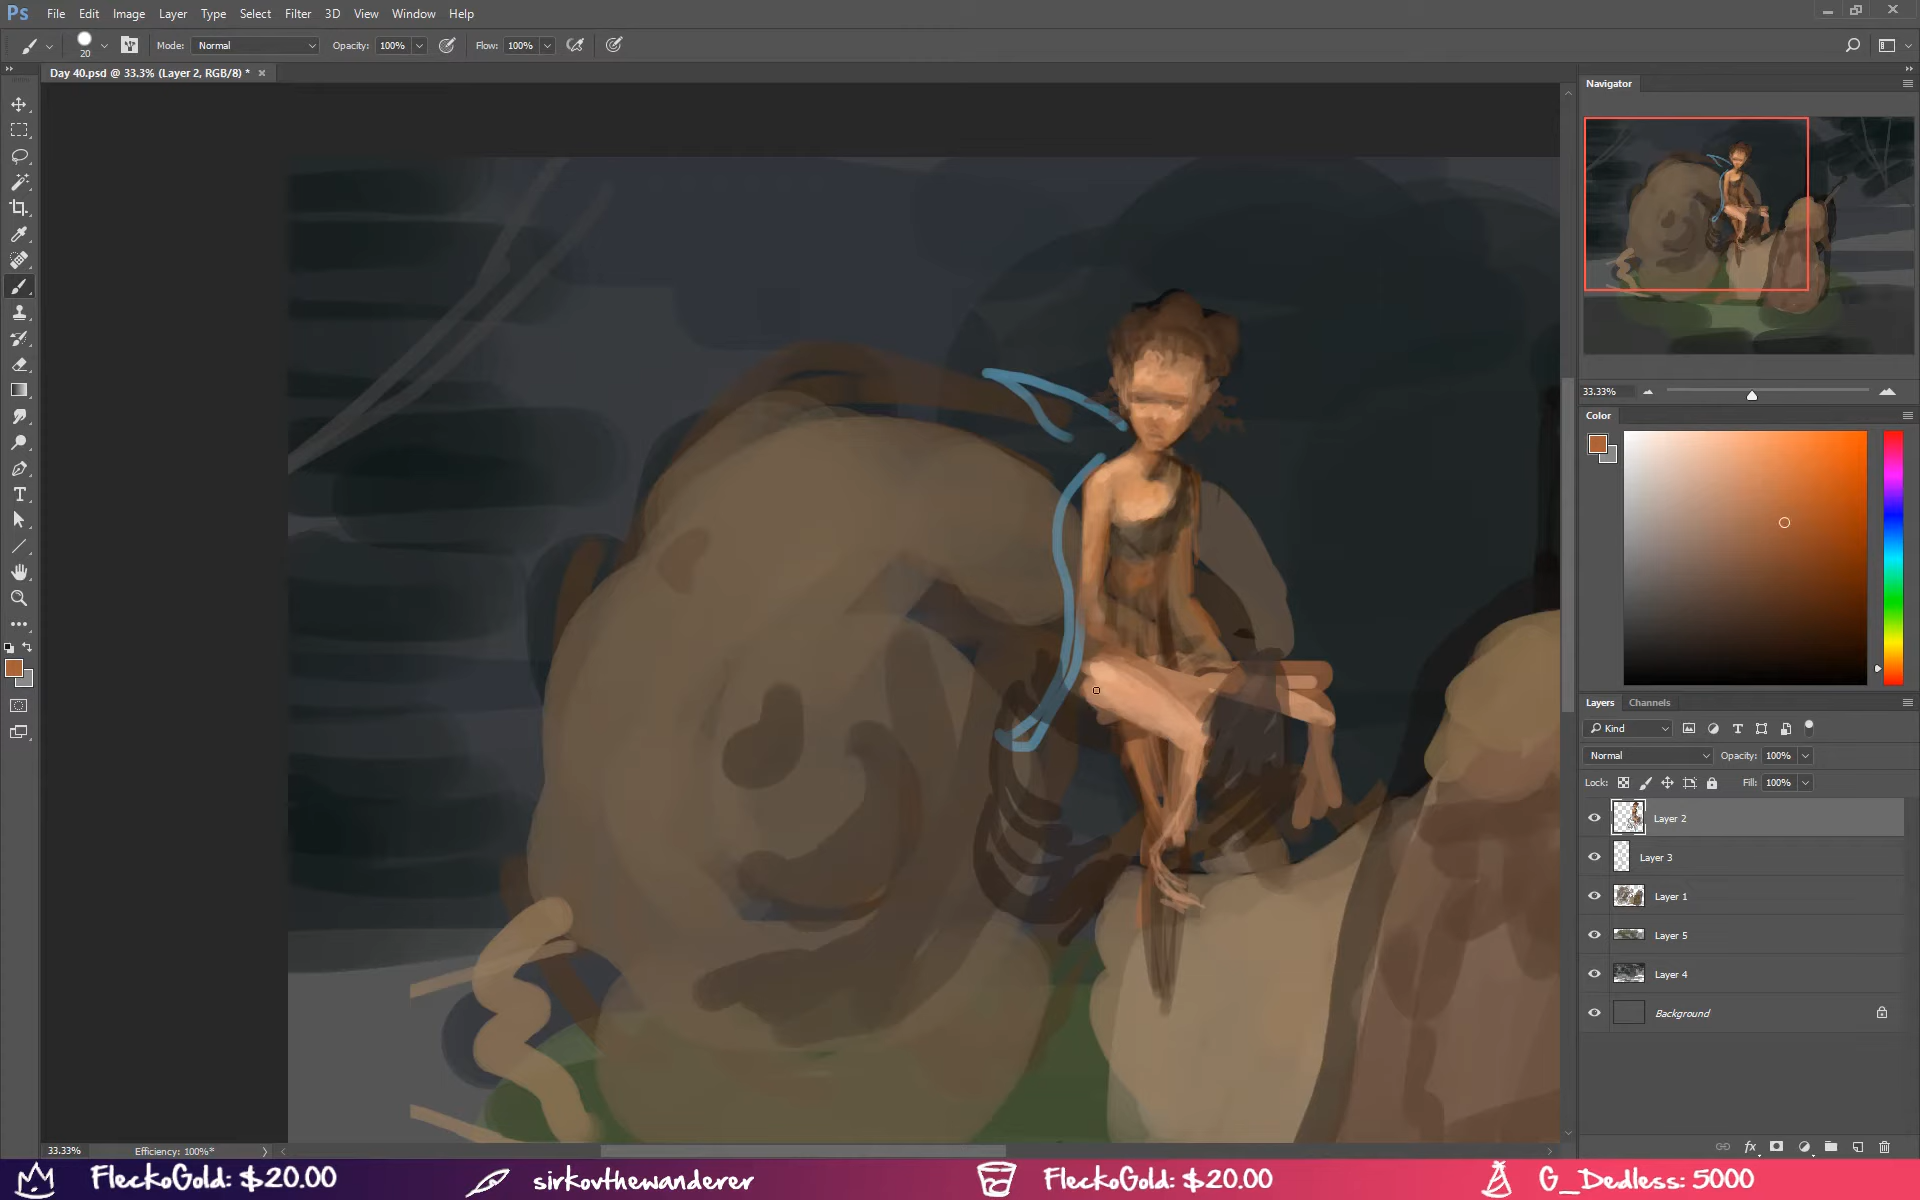 Ps File Edit Image Layer Type Select Filter 3D View Window Help
20 Mode: Normal Opacity: 100% Flow: 100%
Day 40.psd @ 33.3% (Layer 2, RGB/8) *
Navigator
33.33%
Color
Layers Channels
Kind
Normal Opacity: 100%
Lock: Fill: 100%
Layer 2
Layer 3
Layer 1
Layer 5
Layer 4
Background
fx
33.33% Efficiency: 100%*
FleckoGold: $20.00 sirkovthewanderer FleckoGold: $20.00 G_Dedless: 5000